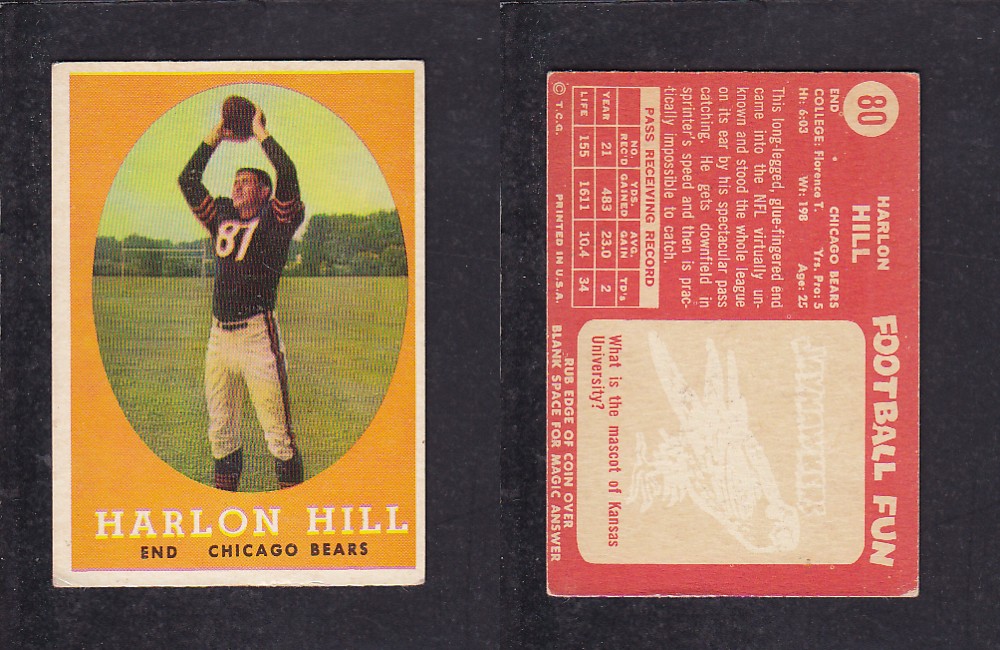 87
HARLON HILL
END CHICAGO BEARS
80
HARLON
HILL
END CHICAGO BEARS
COLLEGE: Florence T. Yrs. Pro: 5
Ht: 6:03 Wt: 198 Age: 25
This long-legged, glue-fingered end
came into the NFL virtually un-
known and stood the whole league
on its ear by his spectacular pass
catching. He gets downfield in
sprinter's speed and then is prac-
tically impossible to catch.
PASS RECEIVING RECORD
YEAR NO. REC'D YDS. GAINED AVG. GAIN TD's
YEAR 21 483 23.0 2
LIFE 155 1611 10.4 34
© T.C.G. PRINTED IN U.S.A.
FOOTBALL FUN
JAYHAWK
What is the mascot of Kansas
University?
RUB EDGE OF COIN OVER
BLANK SPACE FOR MAGIC ANSWER